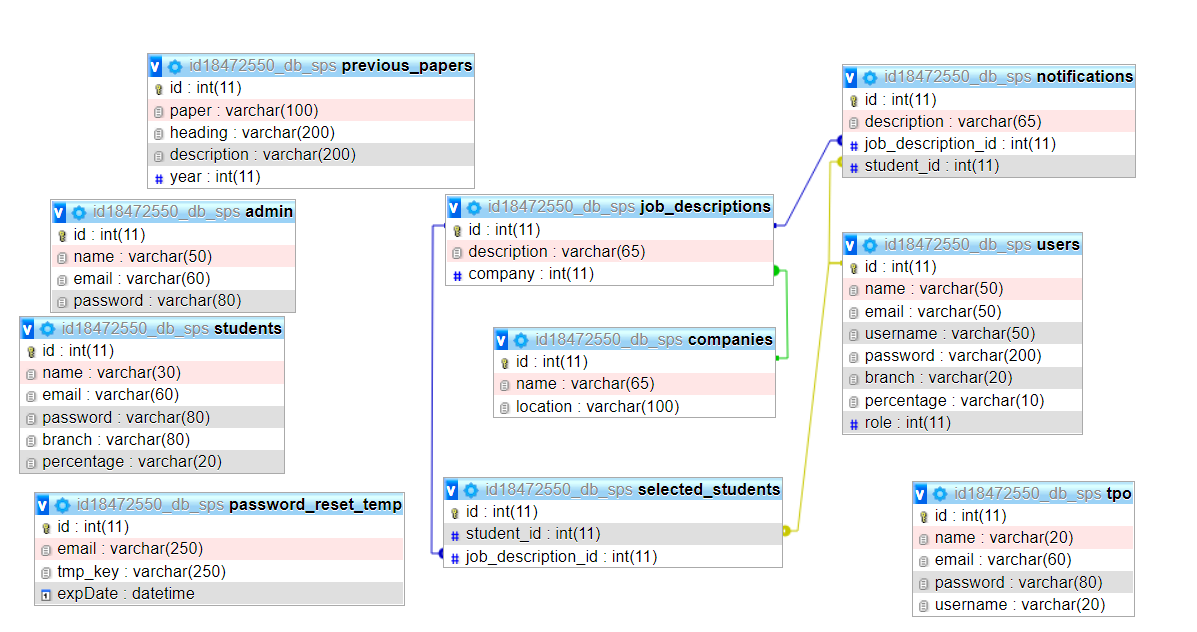 id18472550_db_sps previous_papers
id : int(11)
paper : varchar(100)
heading : varchar(200)
description : varchar(200)
year : int(11)
id18472550_db_sps admin
id : int(11)
name : varchar(50)
email : varchar(60)
password : varchar(80)
id18472550_db_sps students
id : int(11)
name : varchar(30)
email : varchar(60)
password : varchar(80)
branch : varchar(80)
percentage : varchar(20)
id18472550_db_sps password_reset_temp
id : int(11)
email : varchar(250)
tmp_key : varchar(250)
expDate : datetime
id18472550_db_sps job_descriptions
id : int(11)
description : varchar(65)
company : int(11)
id18472550_db_sps companies
id : int(11)
name : varchar(65)
location : varchar(100)
id18472550_db_sps selected_students
id : int(11)
student_id : int(11)
job_description_id : int(11)
id18472550_db_sps notifications
id : int(11)
description : varchar(65)
job_description_id : int(11)
student_id : int(11)
id18472550_db_sps users
id : int(11)
name : varchar(50)
email : varchar(50)
username : varchar(50)
password : varchar(200)
branch : varchar(20)
percentage : varchar(10)
role : int(11)
id18472550_db_sps tpo
id : int(11)
name : varchar(20)
email : varchar(60)
password : varchar(80)
username : varchar(20)